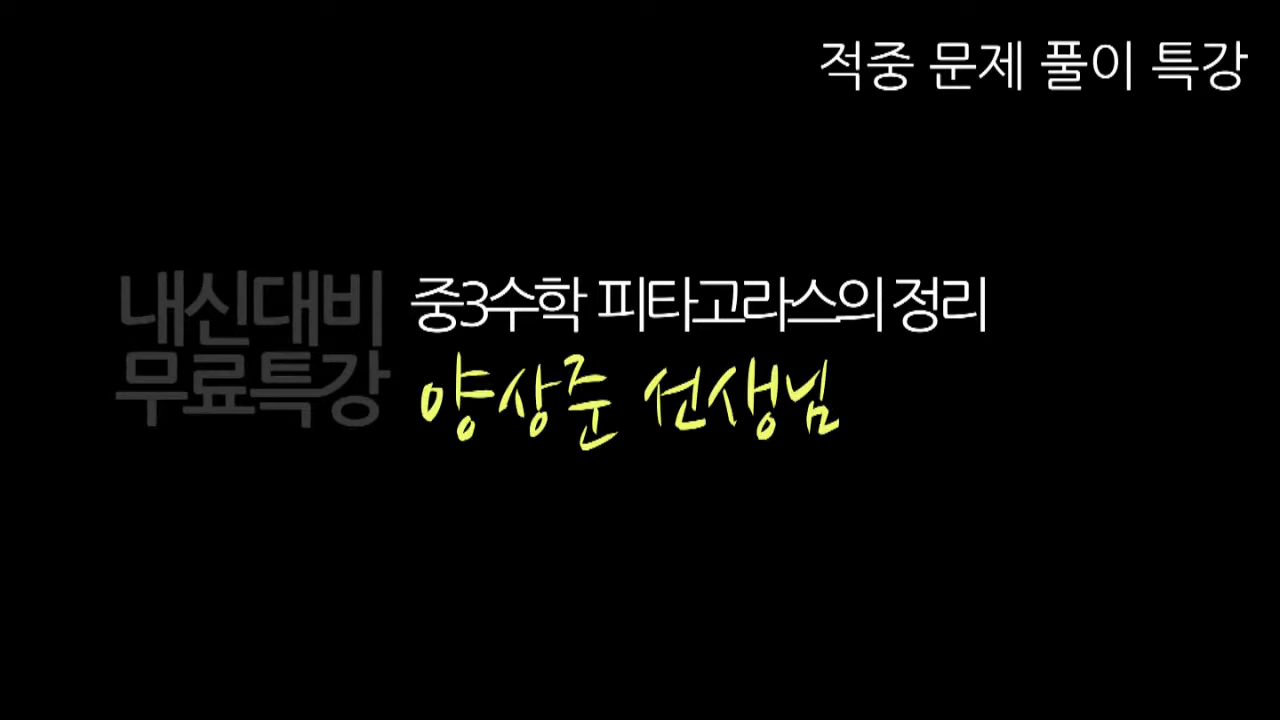 적중 문제 풀이 특강
내신대비
무료특강
중3수학 피타고라스의 정리
양상준 선생님